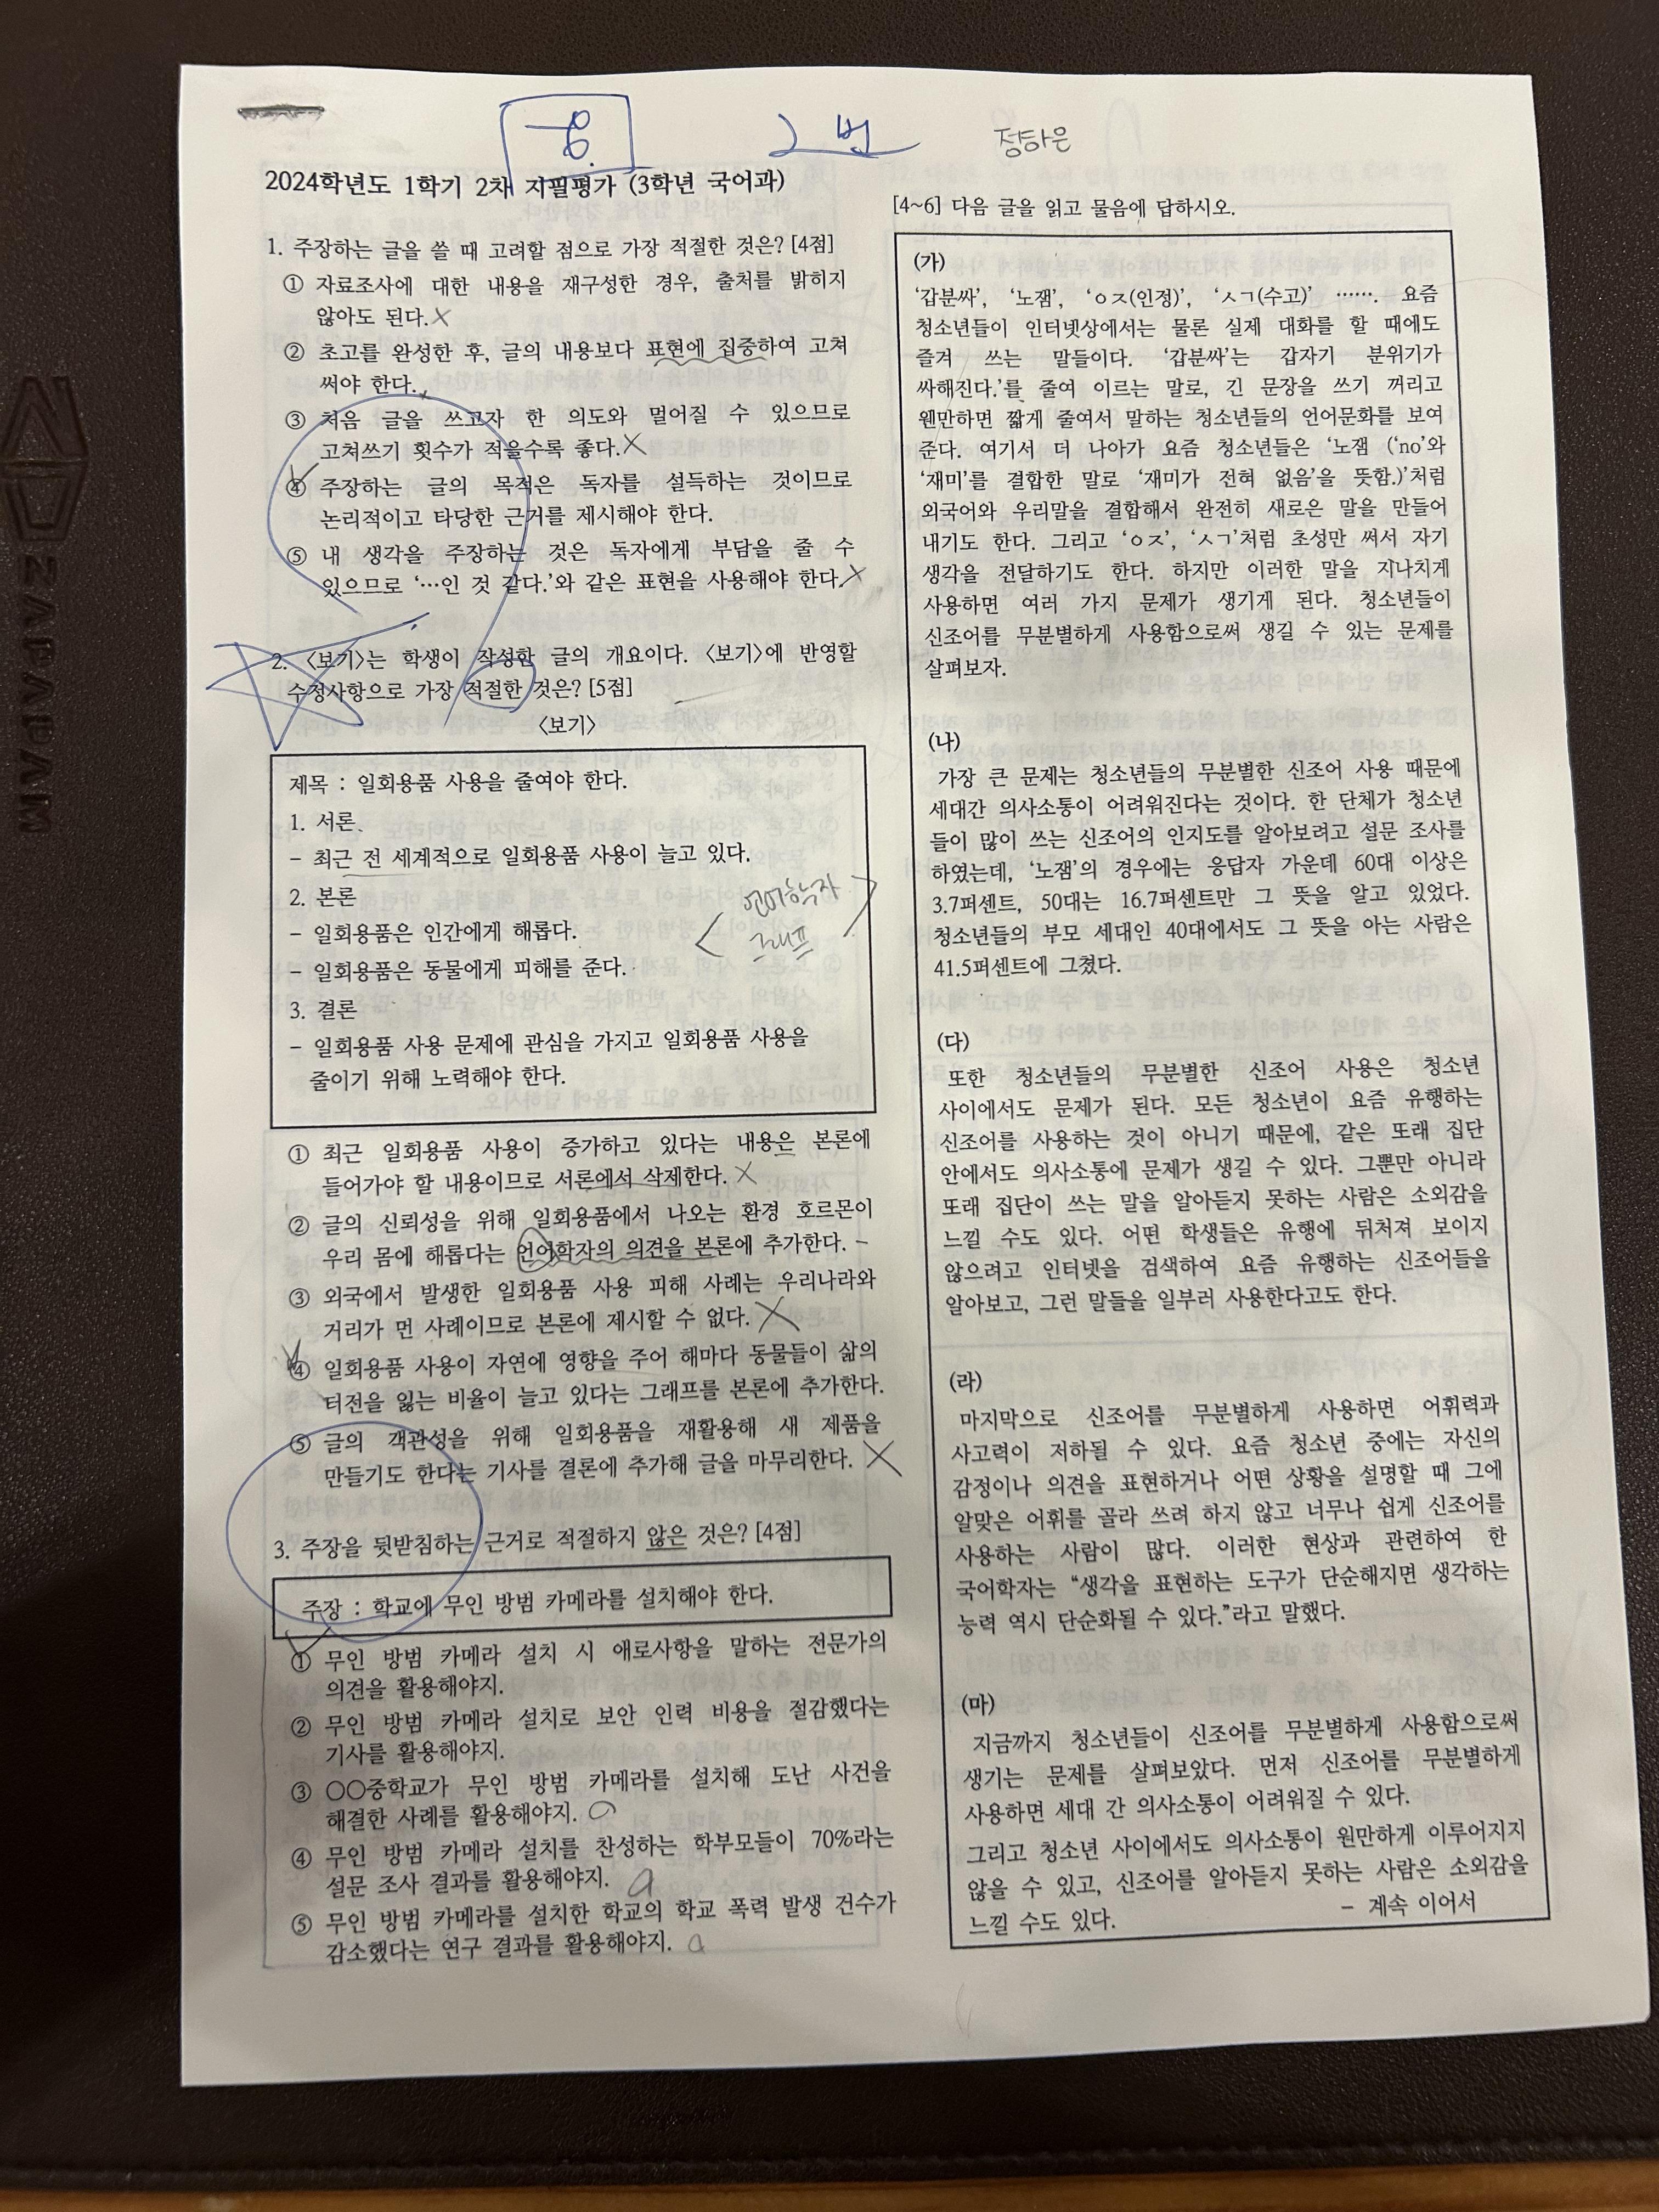 2번
정하은
2024학년도 1학기 2차 지필평가 (3학년 국어과)
1. 주장하는 글을 쓸 때 고려할 점으로 가장 적절한 것은? [4점]
① 자료조사에 대한 내용을 재구성한 경우, 출처를 밝히지
않아도 된다.
② 초고를 완성한 후, 글의 내용보다 표현에 집중하여 고쳐
써야 한다.
③ 처음 글을 쓰고자 한 의도와 멀어질 수 있으므로
고쳐쓰기 횟수가 적을수록 좋다.
④ 주장하는 글의 목적은 독자를 설득하는 것이므로
논리적이고 타당한 근거를 제시해야 한다.
⑤ 내 생각을 주장하는 것은 독자에게 부담을 줄 수
있으므로 ‘…인 것 같다.’와 같은 표현을 사용해야 한다.
2. <보기>는 학생이 작성한 글의 개요이다. <보기>에 반영할
수정사항으로 가장 적절한 것은? [5점]
<보기>
제목 : 일회용품 사용을 줄여야 한다.
1. 서론
- 최근 전 세계적으로 일회용품 사용이 늘고 있다.
2. 본론
- 일회용품은 인간에게 해롭다.
- 일회용품은 동물에게 피해를 준다.
3. 결론
- 일회용품 사용 문제에 관심을 가지고 일회용품 사용을
줄이기 위해 노력해야 한다.
언어학자
그래프
① 최근 일회용품 사용이 증가하고 있다는 내용은 본론에
들어가야 할 내용이므로 서론에서 삭제한다.
② 글의 신뢰성을 위해 일회용품에서 나오는 환경 호르몬이
우리 몸에 해롭다는 언어학자의 의견을 본론에 추가한다.
③ 외국에서 발생한 일회용품 사용 피해 사례는 우리나라와
거리가 먼 사례이므로 본론에 제시할 수 없다.
④ 일회용품 사용이 자연에 영향을 주어 해마다 동물들이 삶의
터전을 잃는 비율이 늘고 있다는 그래프를 본론에 추가한다.
⑤ 글의 객관성을 위해 일회용품을 재활용해 새 제품을
만들기도 한다는 기사를 결론에 추가해 글을 마무리한다.
3. 주장을 뒷받침하는 근거로 적절하지 않은 것은? [4점]
주장 : 학교에 무인 방범 카메라를 설치해야 한다.
① 무인 방범 카메라 설치 시 애로사항을 말하는 전문가의
의견을 활용해야지.
② 무인 방범 카메라 설치로 보안 인력 비용을 절감했다는
기사를 활용해야지.
③ ○○중학교가 무인 방범 카메라를 설치해 도난 사건을
해결한 사례를 활용해야지.
④ 무인 방범 카메라 설치를 찬성하는 학부모들이 70%라는
설문 조사 결과를 활용해야지.
⑤ 무인 방범 카메라를 설치한 학교의 학교 폭력 발생 건수가
감소했다는 연구 결과를 활용해야지.
[4~6] 다음 글을 읽고 물음에 답하시오.
(가)
‘갑분싸’, ‘노잼’, ‘ㅇㅈ(인정)’, ‘ㅅㄱ(수고)’ ……. 요즘
청소년들이 인터넷상에서는 물론 실제 대화를 할 때에도
즐겨 쓰는 말들이다. ‘갑분싸’는 갑자기 분위기가
싸해진다.’를 줄여 이르는 말로, 긴 문장을 쓰기 꺼리고
웬만하면 짧게 줄여서 말하는 청소년들의 언어문화를 보여
준다. 여기서 더 나아가 요즘 청소년들은 ‘노잼 (‘no’와
‘재미’를 결합한 말로 ‘재미가 전혀 없음’을 뜻함.)’처럼
외국어와 우리말을 결합해서 완전히 새로운 말을 만들어
내기도 한다. 그리고 ‘ㅇㅈ’, ‘ㅅㄱ’처럼 초성만 써서 자기
생각을 전달하기도 한다. 하지만 이러한 말을 지나치게
사용하면 여러 가지 문제가 생기게 된다. 청소년들이
신조어를 무분별하게 사용함으로써 생길 수 있는 문제를
살펴보자.
(나)
가장 큰 문제는 청소년들의 무분별한 신조어 사용 때문에
세대간 의사소통이 어려워진다는 것이다. 한 단체가 청소년
들이 많이 쓰는 신조어의 인지도를 알아보려고 설문 조사를
하였는데, ‘노잼’의 경우에는 응답자 가운데 60대 이상은
3.7퍼센트, 50대는 16.7퍼센트만 그 뜻을 알고 있었다.
청소년들의 부모 세대인 40대에서도 그 뜻을 아는 사람은
41.5퍼센트에 그쳤다.
(다)
또한 청소년들의 무분별한 신조어 사용은 청소년
사이에서도 문제가 된다. 모든 청소년이 요즘 유행하는
신조어를 사용하는 것이 아니기 때문에, 같은 또래 집단
안에서도 의사소통에 문제가 생길 수 있다. 그뿐만 아니라
또래 집단이 쓰는 말을 알아듣지 못하는 사람은 소외감을
느낄 수도 있다. 어떤 학생들은 유행에 뒤처져 보이지
않으려고 인터넷을 검색하여 요즘 유행하는 신조어들을
알아보고, 그런 말들을 일부러 사용한다고도 한다.
(라)
마지막으로 신조어를 무분별하게 사용하면 어휘력과
사고력이 저하될 수 있다. 요즘 청소년 중에는 자신의
감정이나 의견을 표현하거나 어떤 상황을 설명할 때 그에
알맞은 어휘를 골라 쓰려 하지 않고 너무나 쉽게 신조어를
사용하는 사람이 많다. 이러한 현상과 관련하여 한
국어학자는 “생각을 표현하는 도구가 단순해지면 생각하는
능력 역시 단순화될 수 있다.”라고 말했다.
(마)
지금까지 청소년들이 신조어를 무분별하게 사용함으로써
생기는 문제를 살펴보았다. 먼저 신조어를 무분별하게
사용하면 세대 간 의사소통이 어려워질 수 있다.
그리고 청소년 사이에서도 의사소통이 원만하게 이루어지지
않을 수 있고, 신조어를 알아듣지 못하는 사람은 소외감을
느낄 수도 있다.
- 계속 이어서